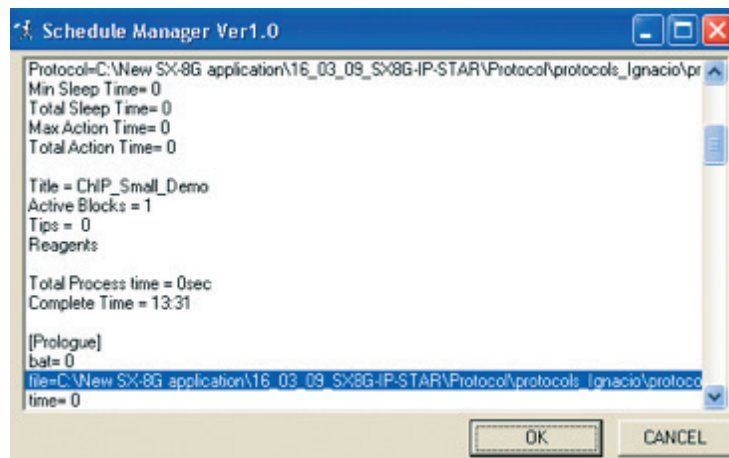 Schedule Manager Ver1.0
Protocol=C:\New SX-8G application\16_03_09_SX8G-IP-STAR\Protocol\protocols_Ignacio\pr
Min Sleep Time= 0
Total Sleep Time= 0
Max Action Time= 0
Total Action Time= 0
Title = ChIP_Small_Demo
Active Blocks = 1
Tips = 0
Reagents
Total Process time = 0sec
Complete Time = 13:31
[Prologue]
bat= 0
file=C:\New SX-8G application\16_03_09_SX8G-IP-STAR\Protocol\protocols_Ignacio\protoco
time= 0
OK
CANCEL